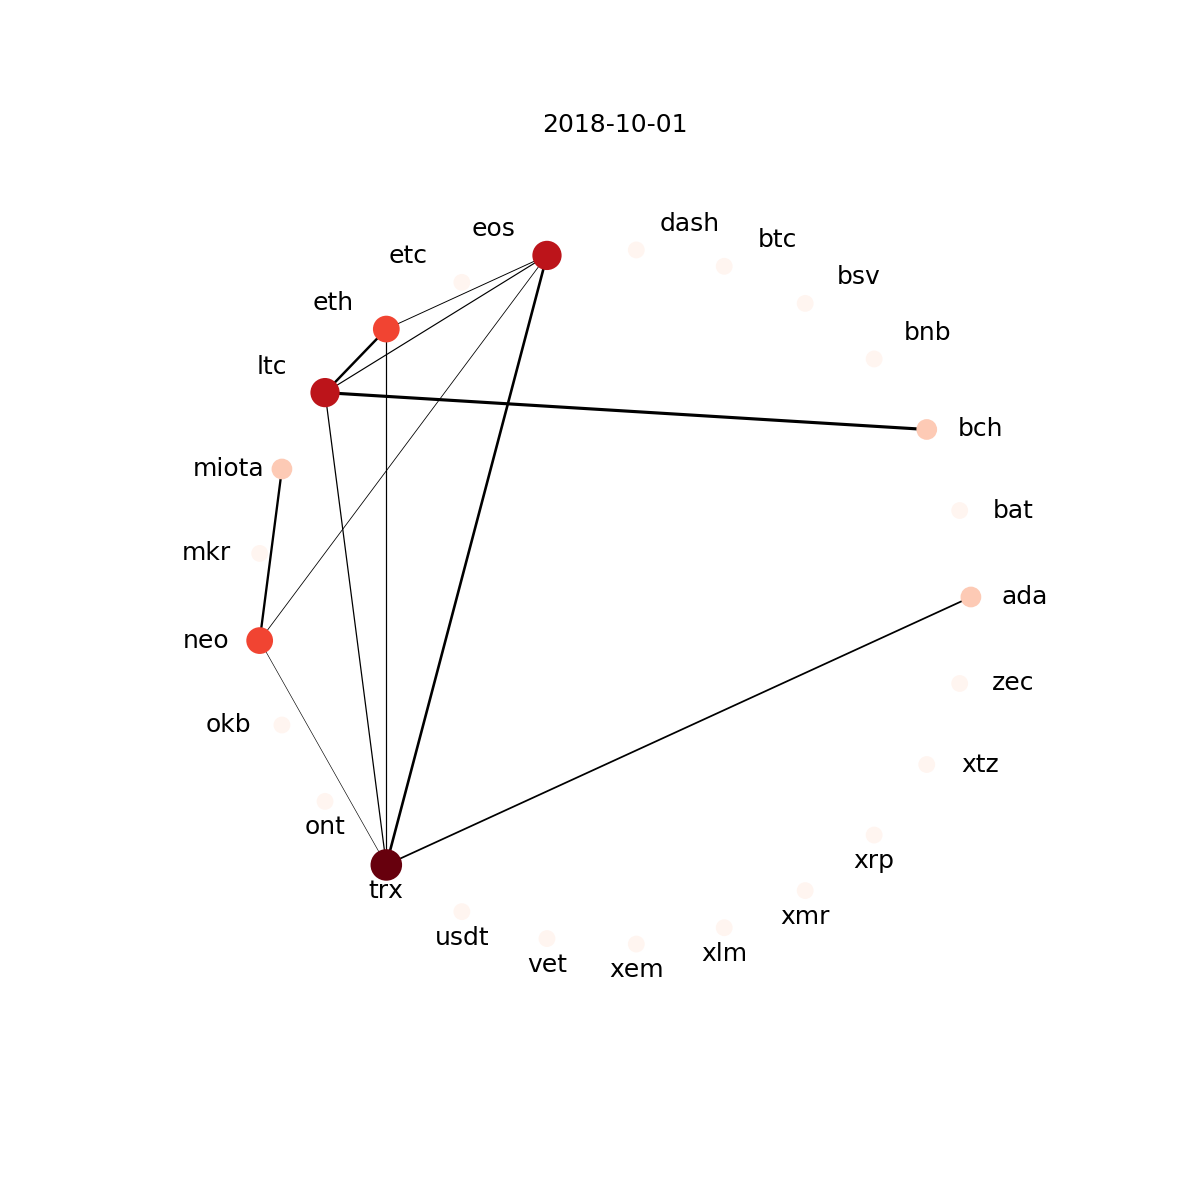 2018-10-01
dash
eos
btc
etc
bsv
eth
bnb
ltc
bch
miota
bat
mkr
ada
neo
zec
okb
xtz
ont
xrp
trx
xmr
usdt
xlm
vet
xem